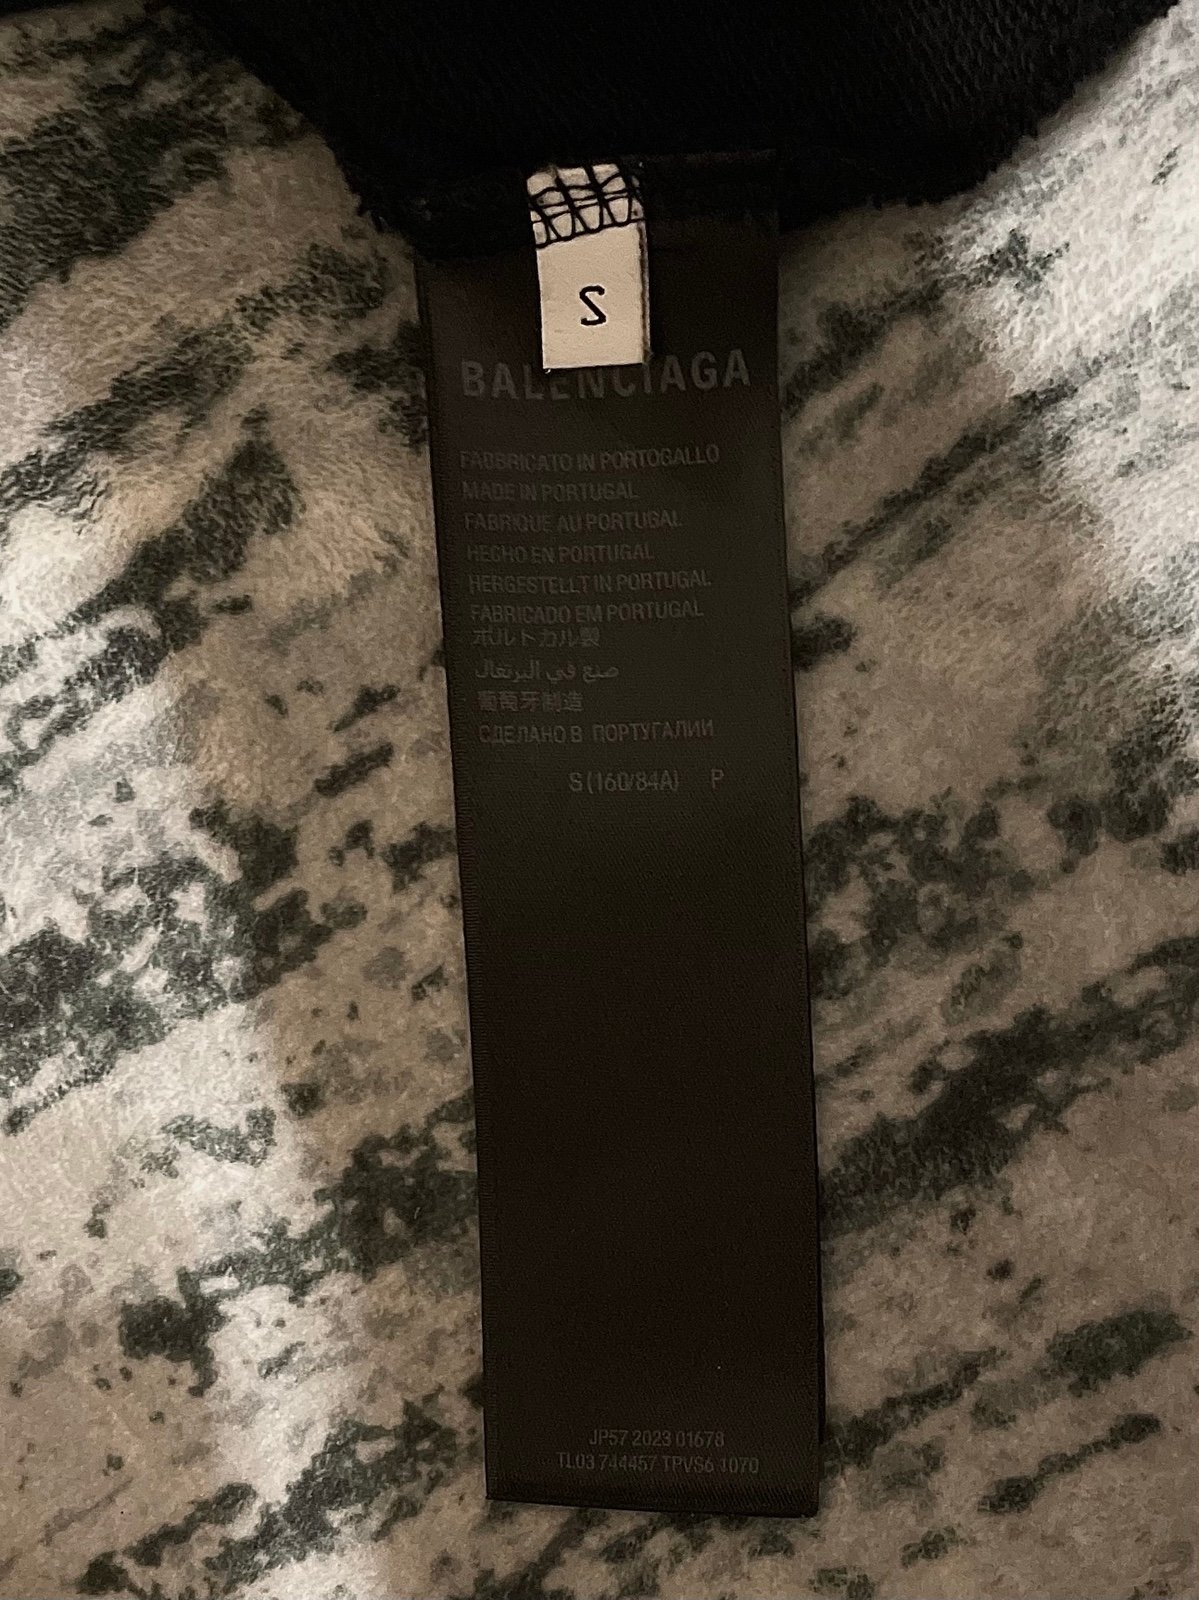 S
BALENCIAGA
FABBRICATO IN PORTOGALLO
MADE IN PORTUGAL
FABRIQUE AU PORTUGAL
HECHO EN PORTUGAL
HERGESTELLT IN PORTUGAL
FABRICADO EM PORTUGAL
ポルトカル製
صنع في البرتغال
葡萄牙制造
СДЕЛАНО В ПОРТУГАЛИИ
S (160/84A) P
JP57 2023 01678
TL03 744457 TPVS6 1070